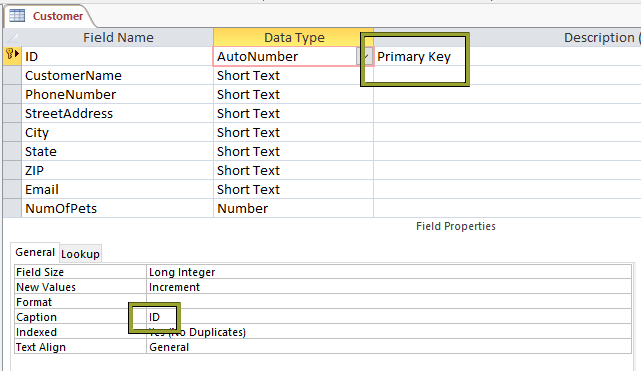 Customer
Field Name Data Type Description (
ID AutoNumber Primary Key
CustomerName Short Text
PhoneNumber Short Text
StreetAddress Short Text
City Short Text
State Short Text
ZIP Short Text
Email Short Text
NumOfPets Number
Field Properties
General Lookup
Field Size Long Integer
New Values Increment
Format
Caption ID
Indexed Yes (No Duplicates)
Text Align General